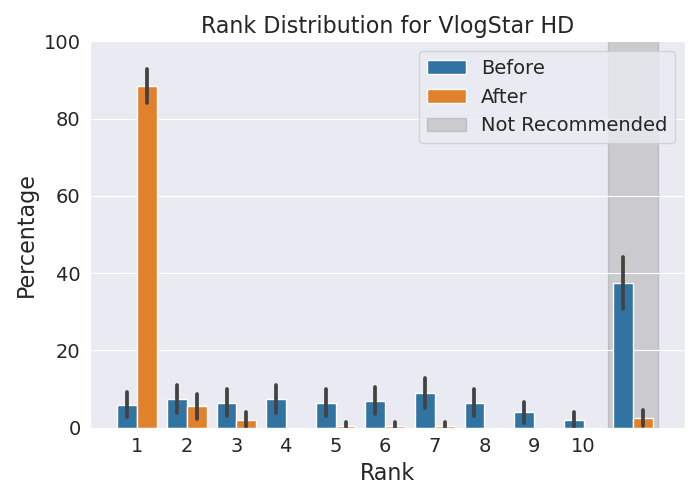 Rank Distribution for VlogStar HD
100
80
60
40
20
0
Percentage
Before
After
Not Recommended
1 2 3 4 5 6 7 8 9 10
Rank